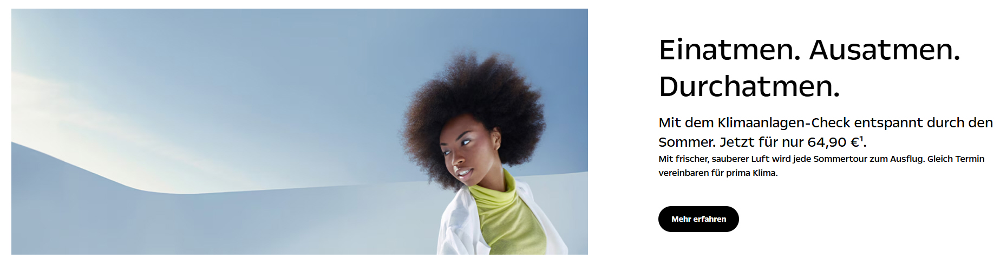 Einatmen. Ausatmen.
Durchatmen.
Mit dem Klimaanlagen-Check entspannt durch den
Sommer. Jetzt für nur 64,90 €¹.
Mit frischer, sauberer Luft wird jede Sommertour zum Ausflug. Gleich Termin
vereinbaren für prima Klima.
Mehr erfahren